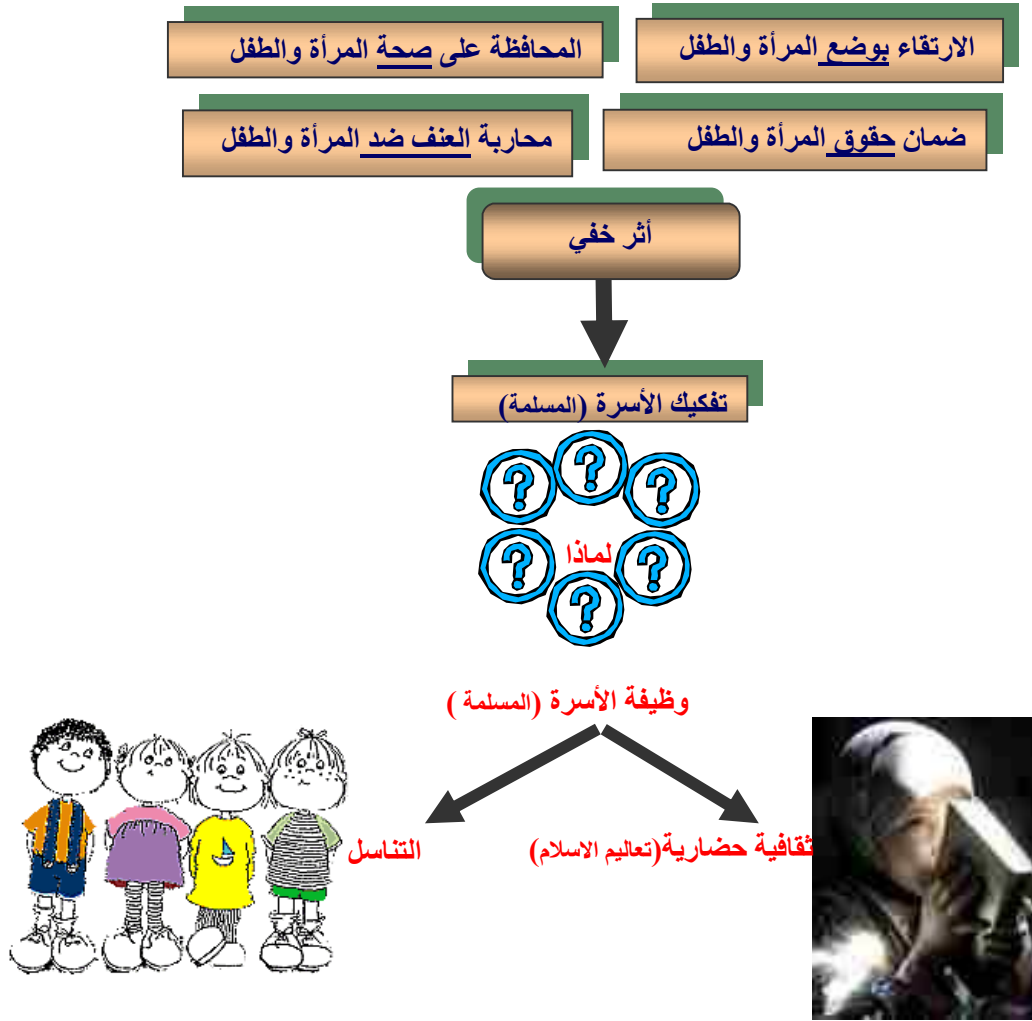 الارتقاء بوضع المرأة والطفل
المحافظة على صحة المرأة والطفل
ضمان حقوق المرأة والطفل
محاربة العنف ضد المرأة والطفل
أثر خفي
تفكيك الأسرة (المسلمة)
؟
؟
؟
؟
لماذا
؟
؟
وظيفة الأسرة (المسلمة )
ثقافية حضارية(تعاليم الاسلام)
التناسل